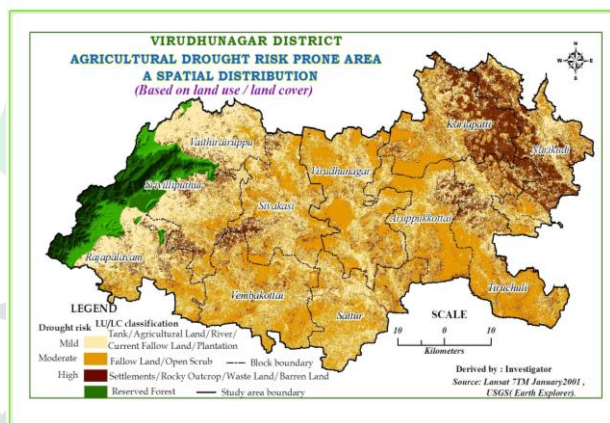 VIRUDHUNAGAR DISTRICT
AGRICULTURAL DROUGHT RISK PRONE AREA
A SPATIAL DISTRIBUTION
(Based on land use / land cover)
N
W E
S
Kariapatti
Narikudi
Vathirairuppu
Virudhunagar
Srivilliputhur
Sivakasi
Aruppukkottai
Rajapalayam
Tiruchuli
Vembakottai
Sattur
LEGEND
Drought risk LU/LC classification
Mild Tank/Agricultural Land/River/
Current Fallow Land/Plantation
Moderate Fallow Land/Open Scrub Block boundary
High Settlements/Rocky Outcrop/Waste Land/Barren Land
Reserved Forest Study area boundary
SCALE
10 0 10
Kilometers
Derived by : Investigator
Source: Lansat 7TM January2001 ,
USGS( Earth Explorer).